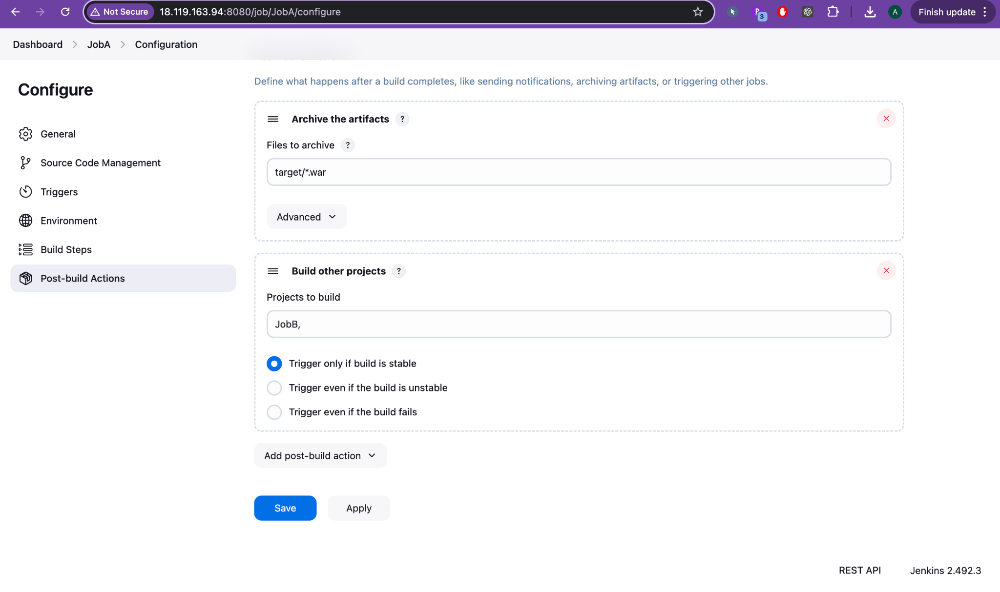 Not Secure 18.119.163.94:8080/job/JobA/configure 3 A Finish update
Dashboard JobA Configuration
Configure
General
Source Code Management
Triggers
Environment
Build Steps
Post-build Actions
Define what happens after a build completes, like sending notifications, archiving artifacts, or triggering other jobs.
Archive the artifacts ?
Files to archive ?
target/*.war
Advanced
Build other projects ?
Projects to build
JobB,
Trigger only if build is stable
Trigger even if the build is unstable
Trigger even if the build fails
Add post-build action
Save Apply
REST API Jenkins 2.492.3